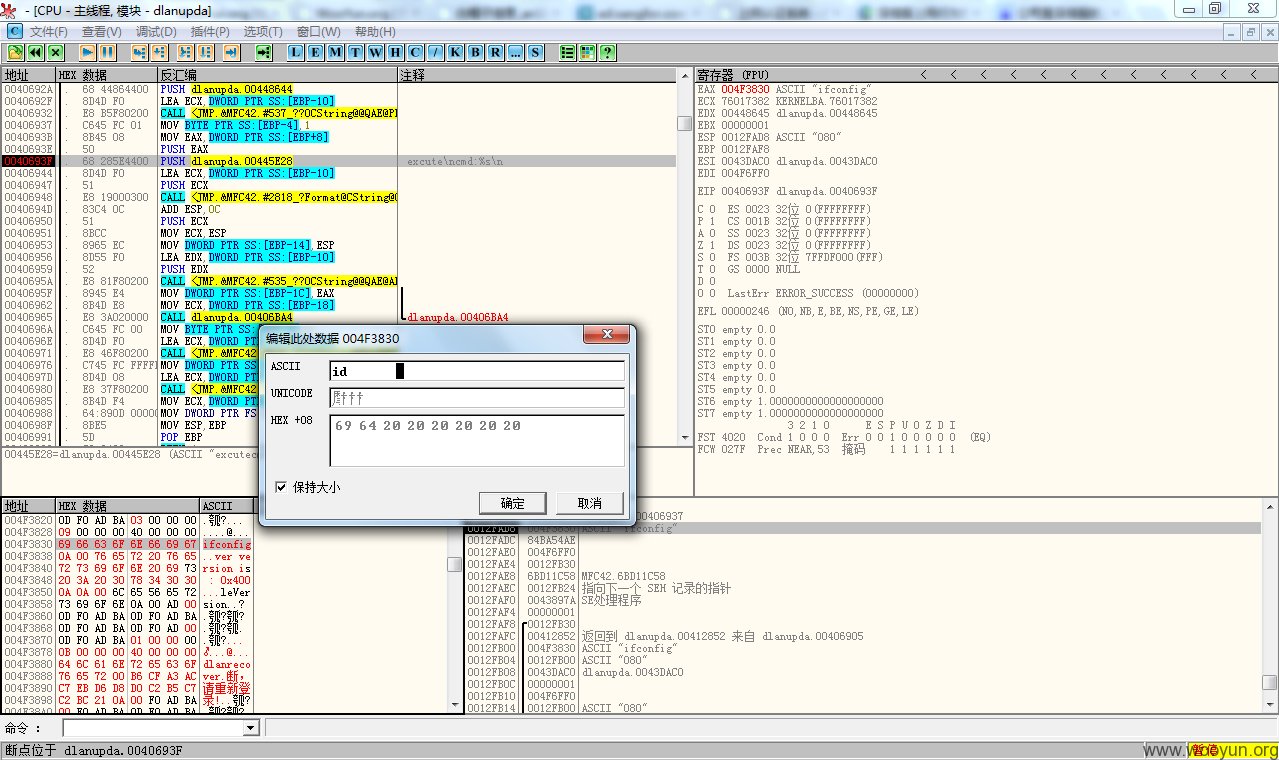 - [CPU - 主线程, 模块 - dlanupda]
C 文件(F) 查看(V) 调试(D) 插件(P) 选项(T) 窗口(W) 帮助(H)
L E M T W H C / K B R ... S ?
地址 HEX 数据 反汇编 注释
0040692A . 68 44864400 PUSH dlanupda.00448644
0040692F . 8D4D F0 LEA ECX,DWORD PTR SS:[EBP-10]
00406932 . E8 B5F80200 CALL <JMP.&MFC42.#537_??0CString@@QAE@P
00406937 . C645 FC 01 MOV BYTE PTR SS:[EBP-4],1
0040693B . 8B45 08 MOV EAX,DWORD PTR SS:[EBP+8]
0040693E . 50 PUSH EAX
0040693F . 68 285E4400 PUSH dlanupda.00445E28 excute\ncmd:%s\n
00406944 . 8D4D F0 LEA ECX,DWORD PTR SS:[EBP-10]
00406947 . 51 PUSH ECX
00406948 . E8 19000300 CALL <JMP.&MFC42.#2818_?Format@CString@
0040694D . 83C4 0C ADD ESP,0C
00406950 . 51 PUSH ECX
00406951 . 8BCC MOV ECX,ESP
00406953 . 8965 EC MOV DWORD PTR SS:[EBP-14],ESP
00406956 . 8D55 F0 LEA EDX,DWORD PTR SS:[EBP-10]
00406959 . 52 PUSH EDX
0040695A . E8 81F80200 CALL <JMP.&MFC42.#535_??0CString@@QAE@A
0040695F . 8945 E4 MOV DWORD PTR SS:[EBP-1C],EAX
00406962 . 8B4D E8 MOV ECX,DWORD PTR SS:[EBP-18]
00406965 . E8 3A020000 CALL dlanupda.00406BA4 dlanupda.00406BA4
0040696A . C645 FC 00 MOV BYTE PTR
0040696E . 8D4D F0 LEA ECX,DWORD
00406971 . E8 46F80200 CALL <JMP.&MFC42
00406976 . C745 FC FFFF MOV DWORD PTR
0040697D . 8D4D 08 LEA ECX,DWORD
00406980 . E8 37F80200 CALL <JMP.&MFC42
00406985 . 8B4D F4 MOV ECX,DWORD
00406988 . 64:890D 0000 MOV DWORD PTR FS
0040698F . 8BE5 MOV ESP,EBP
00406991 . 5D POP EBP
00445E28=dlanupda.00445E28 (ASCII "excutec
寄存器 (FPU) < < < < < < < < < < < <
EAX 004F3830 ASCII "ifconfig"
ECX 76017382 KERNELBA.76017382
EDX 00448645 dlanupda.00448645
EBX 00000001
ESP 0012FAD8 ASCII "080"
EBP 0012FAF8
ESI 0043DAC0 dlanupda.0043DAC0
EDI 004F6FF0
EIP 0040693F dlanupda.0040693F
C 0 ES 0023 32位 0(FFFFFFFF)
P 1 CS 001B 32位 0(FFFFFFFF)
A 0 SS 0023 32位 0(FFFFFFFF)
Z 1 DS 0023 32位 0(FFFFFFFF)
S 0 FS 003B 32位 7FFDF000(FFF)
T 0 GS 0000 NULL
D 0
O 0 LastErr ERROR_SUCCESS (00000000)
EFL 00000246 (NO,NB,E,BE,NS,PE,GE,LE)
ST0 empty 0.0
ST1 empty 0.0
ST2 empty 0.0
ST3 empty 0.0
ST4 empty 0.0
ST5 empty 0.0
ST6 empty 1.0000000000000000000
ST7 empty 1.0000000000000000000
3 2 1 0 E S P U O Z D I
FST 4020 Cond 1 0 0 0 Err 0 0 1 0 0 0 0 0 (EQ)
FCW 027F Prec NEAR,53 掩码 1 1 1 1 1 1
编辑此处数据 004F3830
ASCII id
UNICODE
HEX +08 69 64 20 20 20 20 20 20
保持大小
确定 取消
地址 HEX 数据 ASCII
004F3820 0D F0 AD BA 03 00 00 00
004F3828 09 00 00 00 40 00 00 00 ....@...
004F3830 69 66 63 6F 6E 66 69 67 ifconfig
004F3838 0A 00 76 65 72 20 76 65 ..ver ve
004F3840 72 73 69 6F 6E 20 69 73 rsion is
004F3848 20 3A 20 30 78 34 30 30 : 0x400
004F3850 0A 0A 00 6C 65 56 65 72 ...leVer
004F3858 73 69 6F 6E 0A 00 AD 00 sion..?
004F3860 0D F0 AD BA 0D F0 AD BA
004F3868 0D F0 AD BA 0D F0 AD 00
004F3870 0D F0 AD BA 01 00 00 00
004F3878 0B 00 00 00 40 00 00 00
004F3880 64 6C 61 6E 72 65 63 6F dlanreco
004F3888 76 65 72 00 B6 CF A3 AC ver.断，
004F3890 C7 EB D6 D8 D0 C2 B5 C7 请重新登
004F3898 C2 BC 21 0A 00 F0 AD BA
00406937
0012FAD8 004F3830 ASCII "ifconfig"
0012FADC 84BA54AE
0012FAE0 004F6FF0
0012FAE4 0012FB30
0012FAE8 6BD11C58 MFC42.6BD11C58
0012FAEC 0012FB24 指向下一个 SEH 记录的指针
0012FAF0 0043897A SE处理程序
0012FAF4 00000001
0012FAF8 0012FB30
0012FAFC 00412852 返回到 dlanupda.00412852 来自 dlanupda.00406905
0012FB00 004F3830 ASCII "ifconfig"
0012FB04 0012FB00 ASCII "080"
0012FB08 0043DAC0 dlanupda.0043DAC0
0012FB0C 00000001
0012FB10 004F6FF0
0012FB14 0012FB00 ASCII "080"
命令 :
断点位于 dlanupda.0040693F
暂停
www.wooyun.org